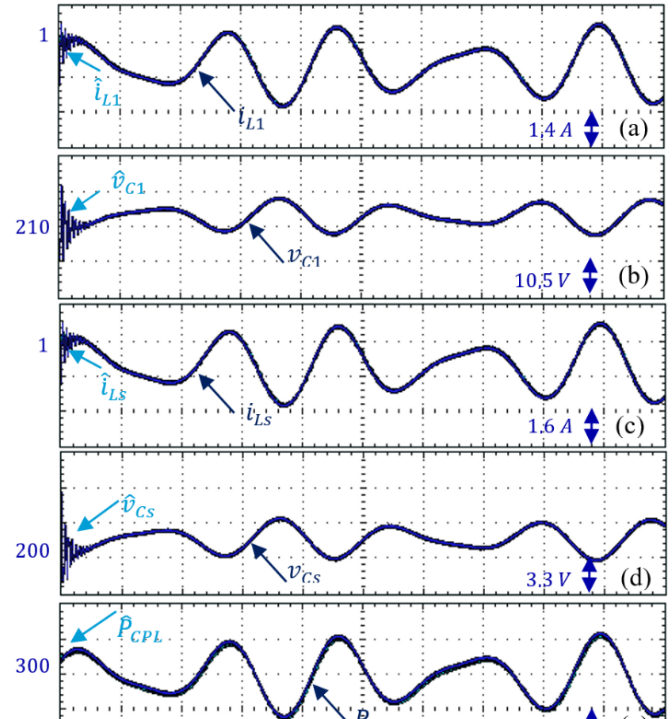 1
î_L1
i_L1
1.4 A
(a)
v̂_C1
210
v_C1
10.5 V
(b)
1
î_Ls
i_Ls
1.6 A
(c)
v̂_Cs
200
v_Cs
3.3 V
(d)
P̂_CPL
300